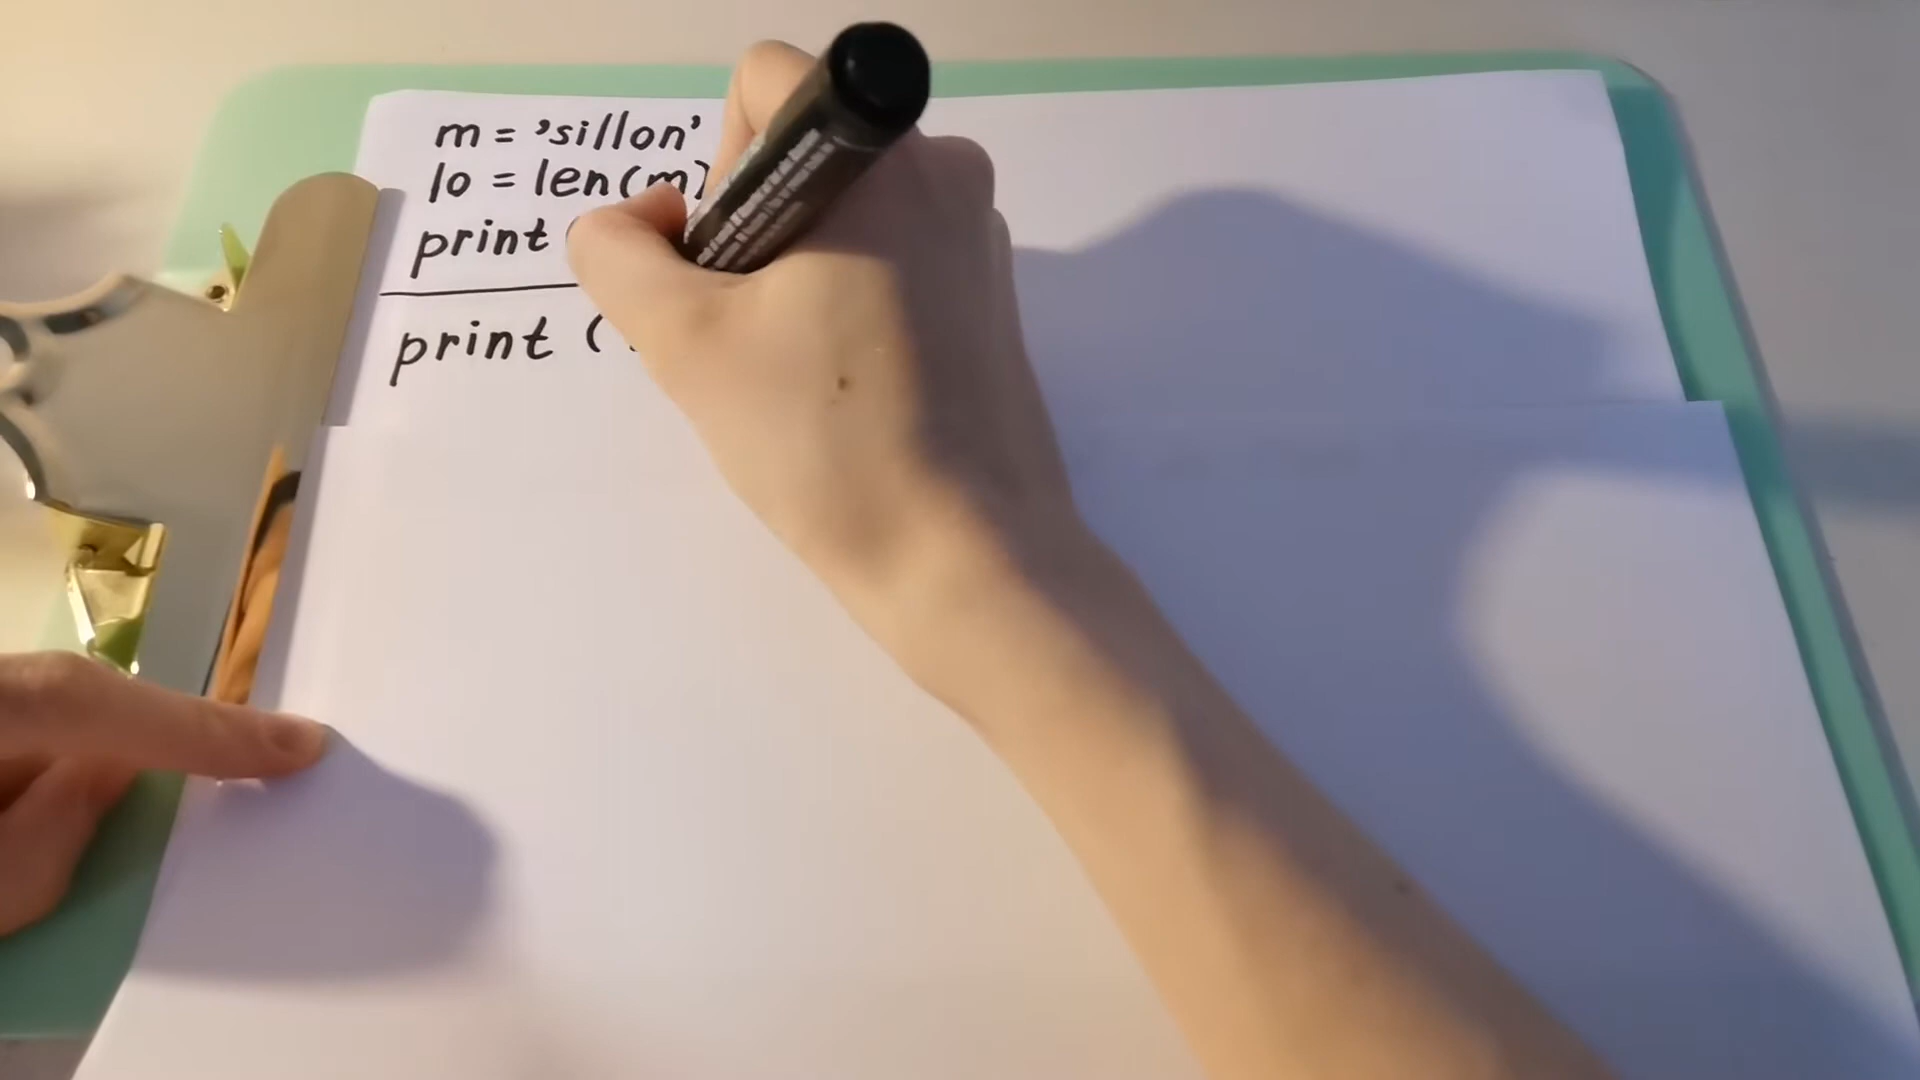 m = 'sillon'
lo = len(m)
print
print (